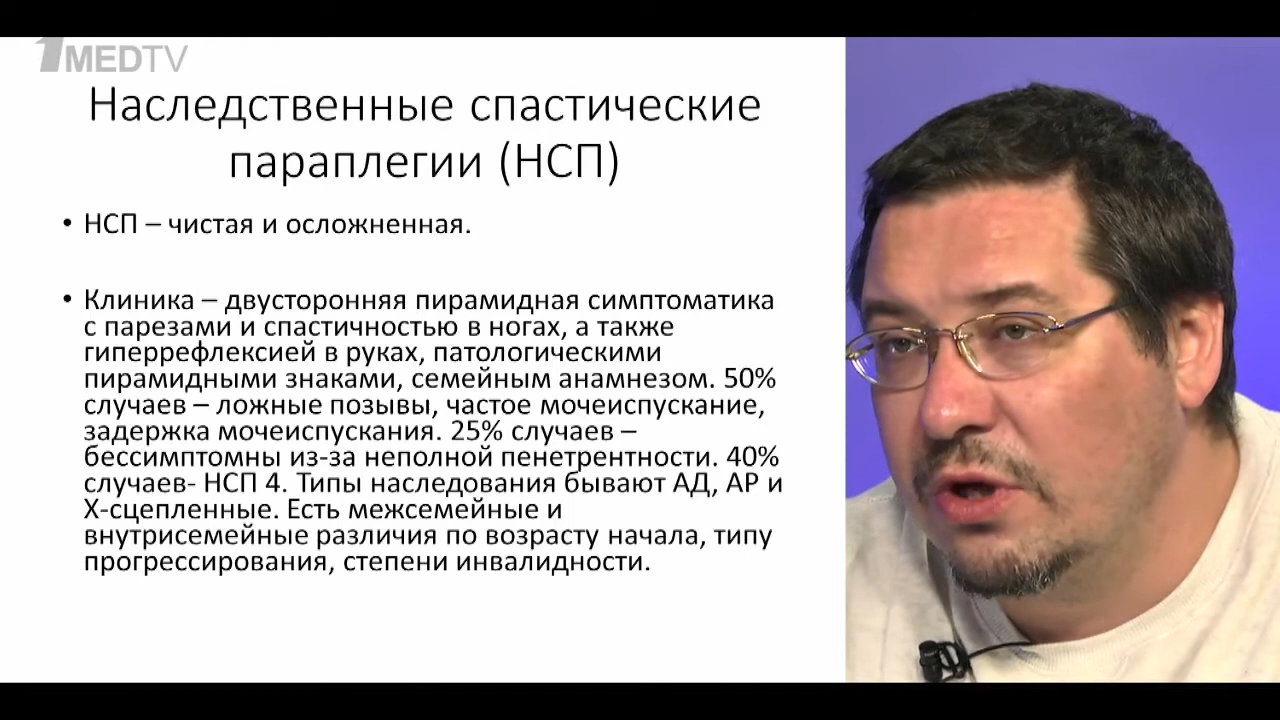 1MEDTV
Наследственные спастические
параплегии (НСП)
• НСП – чистая и осложненная.
• Клиника – двусторонняя пирамидная симптоматика
с парезами и спастичностью в ногах, а также
гиперрефлексией в руках, патологическими
пирамидными знаками, семейным анамнезом. 50%
случаев – ложные позывы, частое мочеиспускание,
задержка мочеиспускания. 25% случаев –
бессимптомны из-за неполной пенетрентности. 40%
случаев- НСП 4. Типы наследования бывают АД, АР и
Х-сцепленные. Есть межсемейные и
внутрисемейные различия по возрасту начала, типу
прогрессирования, степени инвалидности.